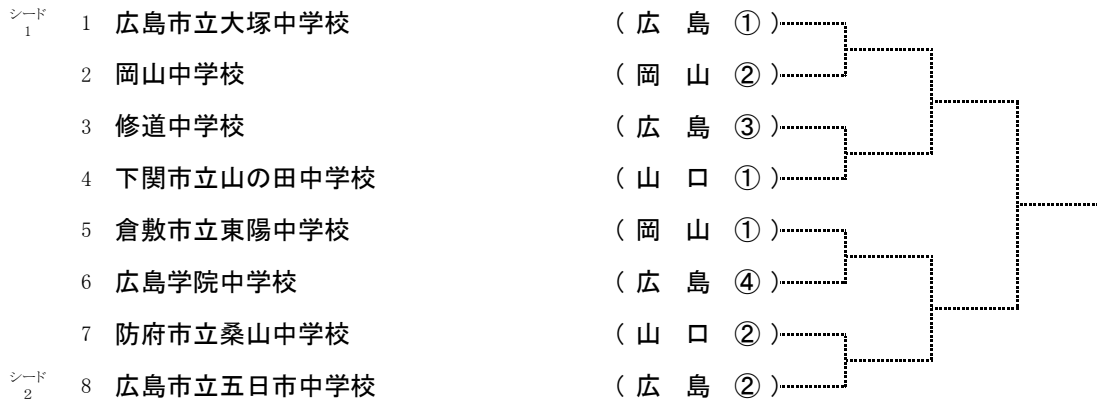 シード1 1 広島市立大塚中学校 ( 広 島 ① )
2 岡山中学校 ( 岡 山 ② )
3 修道中学校 ( 広 島 ③ )
4 下関市立山の田中学校 ( 山 口 ① )
5 倉敷市立東陽中学校 ( 岡 山 ① )
6 広島学院中学校 ( 広 島 ④ )
7 防府市立桑山中学校 ( 山 口 ② )
シード2 8 広島市立五日市中学校 ( 広 島 ② )